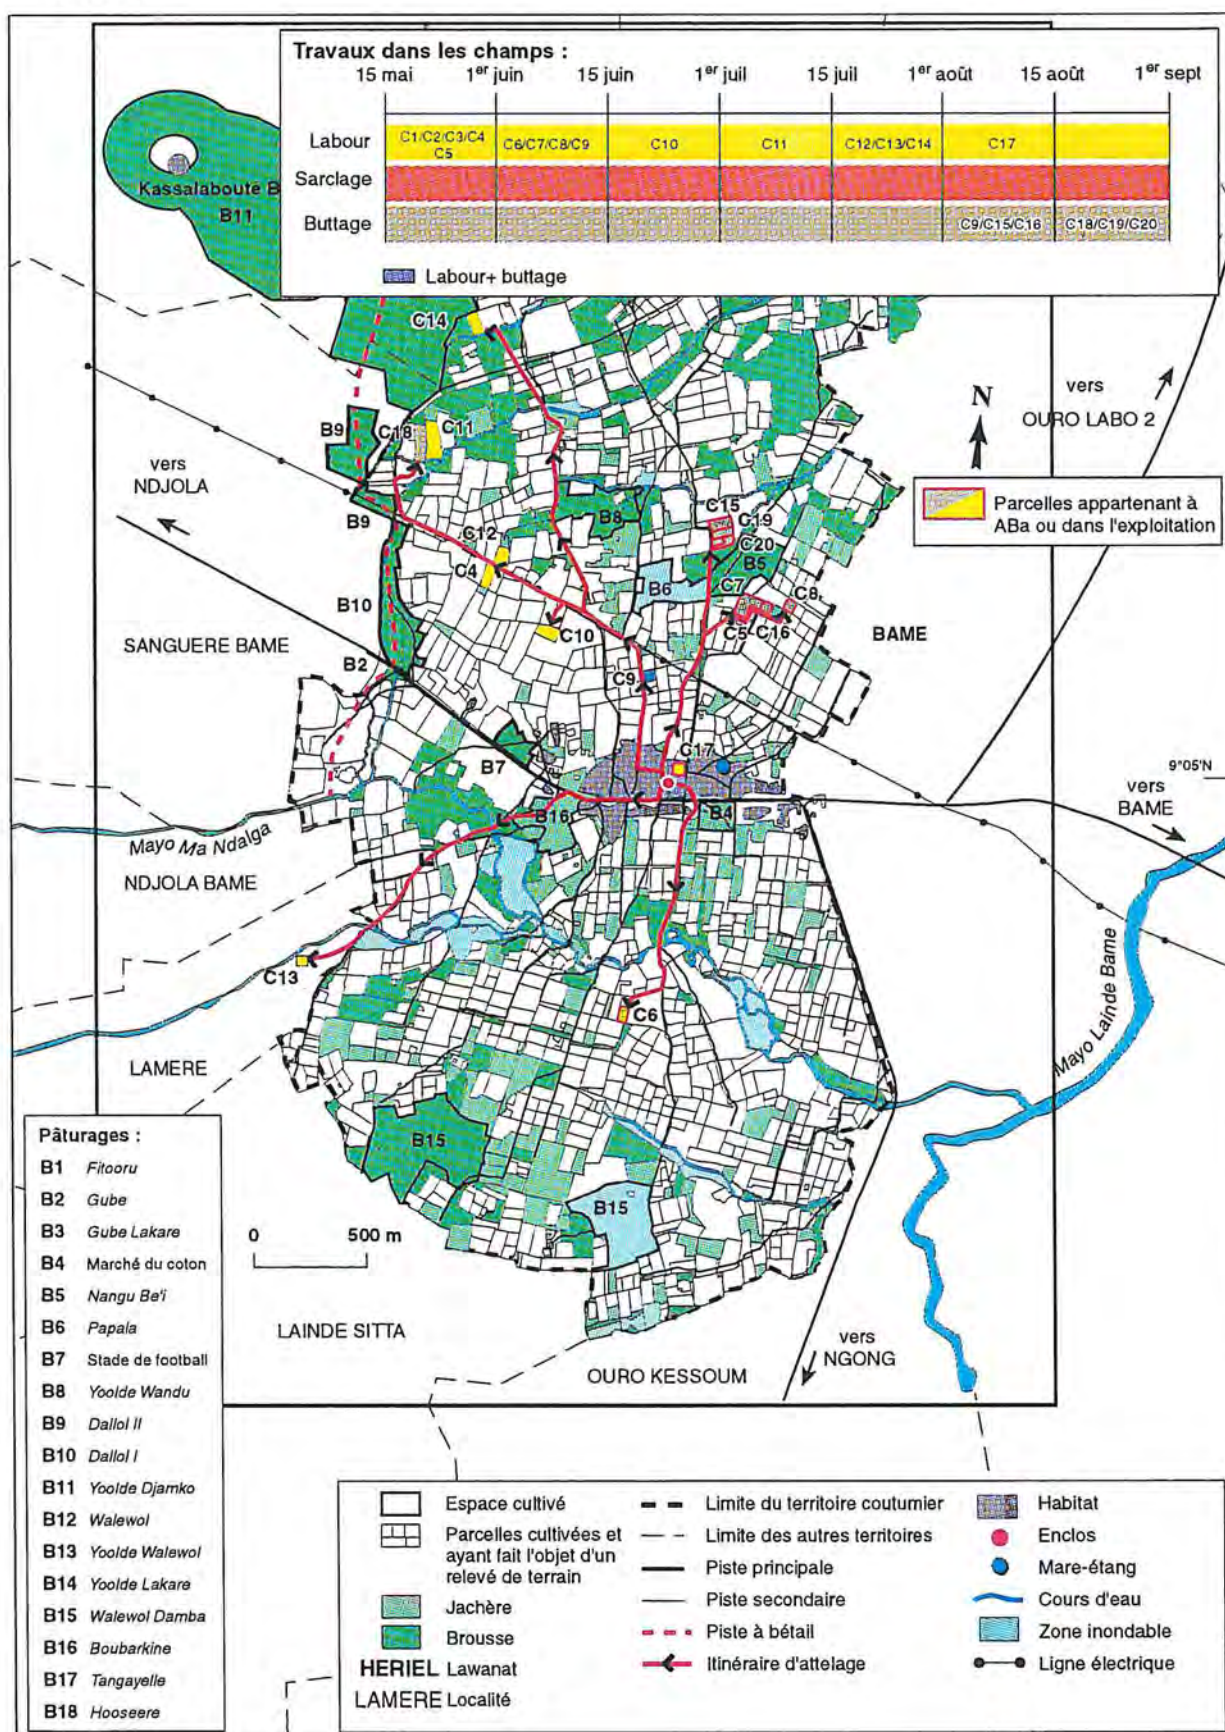 Travaux dans les champs :
15 mai 1er juin 15 juin 1er juil 15 juil 1er août 15 août 1er sept
Labour C1/C2/C3/C4 C6/C7/C8/C9 C10 C11 C12/C13/C14 C17
C5
Sarclage
Buttage C9/C15/C16 C18/C19/C20
Labour+ buttage
Kassalabouté B
B11
C14
B9
C18
C11
vers
NDJOLA
B9
N
vers
OURO LABO 2
Parcelles appartenant à
ABa ou dans l'exploitation
C12
C4
B8
C15
C19
C20
B5
B10
B6
C7
C8
C10
C5
C16
BAME
SANGUERE BAME
B2
C9
C17
B7
9°05'N
vers
BAME
B16
B4
Mayo Ma Ndalga
NDJOLA BAME
C13
C6
LAMERE
Mayo Lainde Bame
B15
B15
0 500 m
LAINDE SITTA
OURO KESSOUM
vers
NGONG
Pâturages :
B1 Fitooru
B2 Gube
B3 Gube Lakare
B4 Marché du coton
B5 Nangu Be'i
B6 Papala
B7 Stade de football
B8 Yoolde Wandu
B9 Dallol II
B10 Dallol I
B11 Yoolde Djamko
B12 Walewol
B13 Yoolde Walewol
B14 Yoolde Lakare
B15 Walewol Damba
B16 Boubarkine
B17 Tangayelle
B18 Hooseere
Espace cultivé
Parcelles cultivées et
ayant fait l'objet d'un
relevé de terrain
Jachère
Brousse
HERIEL Lawanat
LAMERE Localité
Limite du territoire coutumier
Limite des autres territoires
Piste principale
Piste secondaire
Piste à bétail
Itinéraire d'attelage
Habitat
Enclos
Mare-étang
Cours d'eau
Zone inondable
Ligne électrique